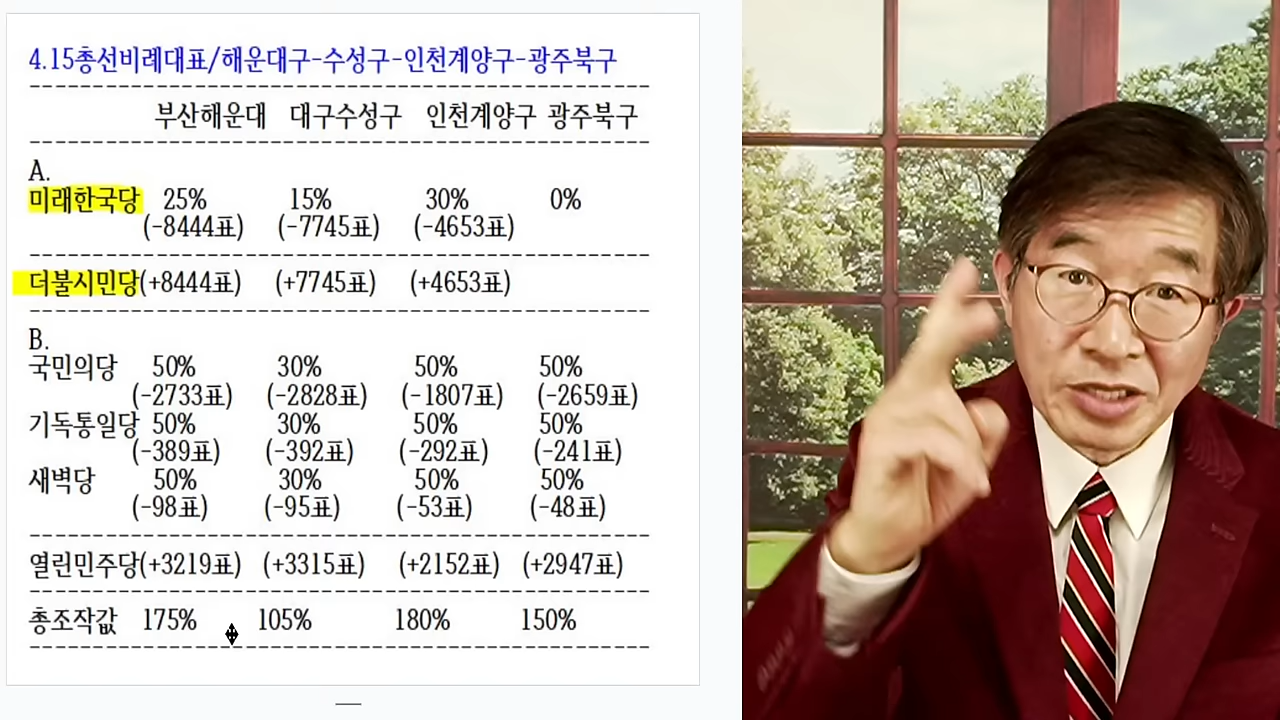 4.15총선비례대표/해운대구-수성구-인천계양구-광주북구
부산해운대 대구수성구 인천계양구 광주북구
A.
미래한국당 25% 15% 30% 0%
(-8444표) (-7745표) (-4653표)
더불시민당(+8444표) (+7745표) (+4653표)
B.
국민의당 50% 30% 50% 50%
(-2733표) (-2828표) (-1807표) (-2659표)
기독통일당 50% 30% 50% 50%
(-389표) (-392표) (-292표) (-241표)
새벽당 50% 30% 50% 50%
(-98표) (-95표) (-53표) (-48표)
열린민주당(+3219표) (+3315표) (+2152표) (+2947표)
총조작값 175% 105% 180% 150%